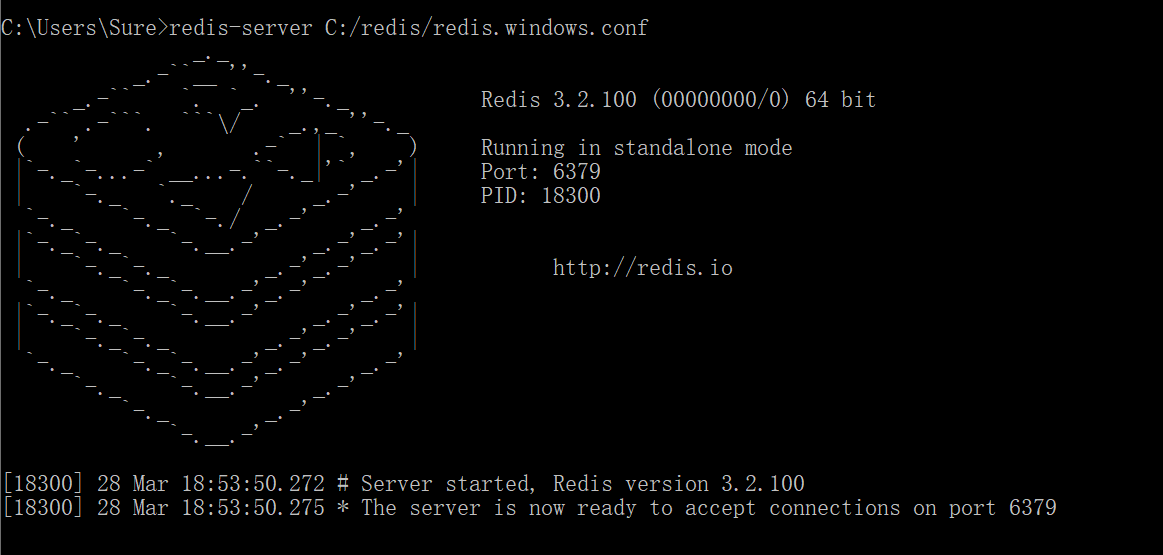 C:\Users\Sure>redis-server C:/redis/redis.windows.conf
Redis 3.2.100 (00000000/0) 64 bit
Running in standalone mode
Port: 6379
PID: 18300
http://redis.io
[18300] 28 Mar 18:53:50.272 # Server started, Redis version 3.2.100
[18300] 28 Mar 18:53:50.275 * The server is now ready to accept connections on port 6379